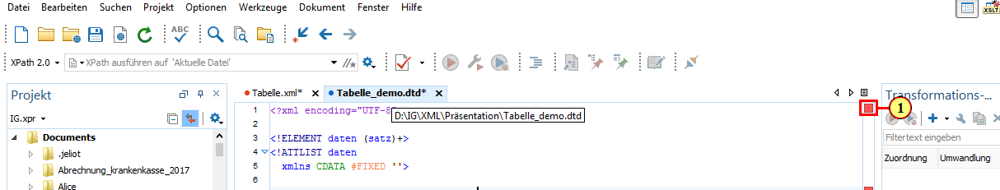 Datei Bearbeiten Suchen Projekt Optionen Werkzeuge Dokument Fenster Hilfe
XSLT
ABC
XPath 2.0 XPath ausführen auf 'Aktuelle Datei'
Projekt
Tabelle.xml* Tabelle_demo.dtd*
Transformations-...
IG.xpr
1 <?xml encoding="UTF-8"
1
D:\IG\XML\Präsentation\Tabelle_demo.dtd
2
Documents
3 <!ELEMENT daten (satz)+>
Filtertext eingeben
.jeliot
4 <!ATTLIST daten
Zuordnung Umwandlung
Abrechnung_krankenkasse_2017
5 xmlns CDATA #FIXED ''>
Alice
6